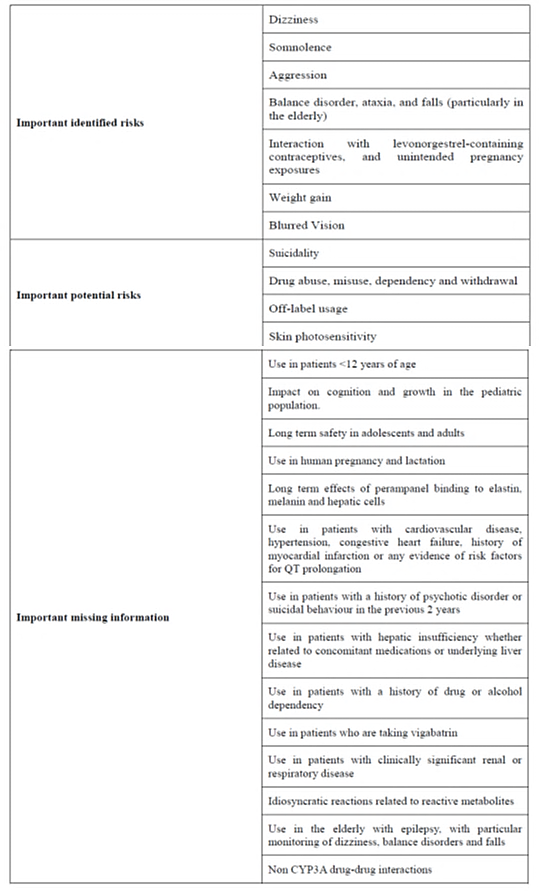 Important identified risks
Dizziness
Somnolence
Aggression
Balance disorder, ataxia, and falls (particularly in
the elderly)
Interaction with levonorgestrel-containing
contraceptives, and unintended pregnancy
exposures
Weight gain
Blurred Vision
Important potential risks
Suicidality
Drug abuse, misuse, dependency and withdrawal
Off-label usage
Skin photosensitivity
Important missing information
Use in patients <12 years of age
Impact on cognition and growth in the pediatric
population.
Long term safety in adolescents and adults
Use in human pregnancy and lactation
Long term effects of perampanel binding to elastin,
melanin and hepatic cells
Use in patients with cardiovascular disease,
hypertension, congestive heart failure, history of
myocardial infarction or any evidence of risk factors
for QT prolongation
Use in patients with a history of psychotic disorder or
suicidal behaviour in the previous 2 years
Use in patients with hepatic insufficiency whether
related to concomitant medications or underlying liver
disease
Use in patients with a history of drug or alcohol
dependency
Use in patients who are taking vigabatrin
Use in patients with clinically significant renal or
respiratory disease
Idiosyncratic reactions related to reactive metabolites
Use in the elderly with epilepsy, with particular
monitoring of dizziness, balance disorders and falls
Non CYP3A drug-drug interactions